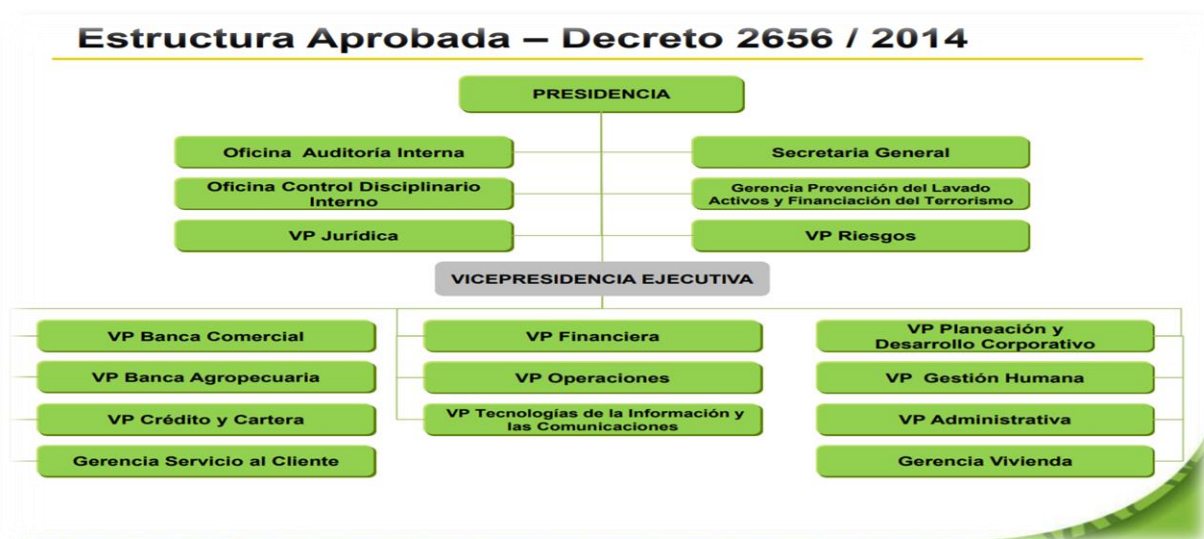 Estructura Aprobada – Decreto 2656 / 2014
PRESIDENCIA
Oficina Auditoría Interna
Secretaria General
Oficina Control Disciplinario
Interno
Gerencia Prevención del Lavado
Activos y Financiación del Terrorismo
VP Jurídica
VP Riesgos
VICEPRESIDENCIA EJECUTIVA
VP Banca Comercial
VP Financiera
VP Planeación y
Desarrollo Corporativo
VP Banca Agropecuaria
VP Operaciones
VP Gestión Humana
VP Crédito y Cartera
VP Tecnologías de la Información y
las Comunicaciones
VP Administrativa
Gerencia Servicio al Cliente
Gerencia Vivienda